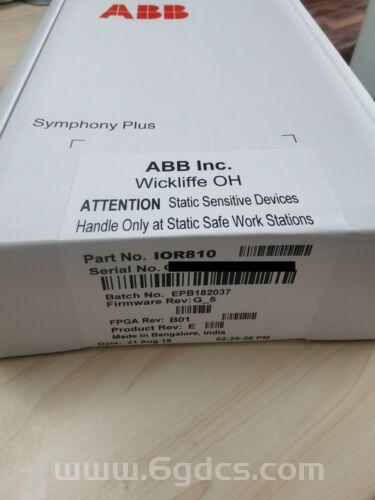 ABB
Symphony Plus
ABB Inc.
Wickliffe OH
ATTENTION Static Sensitive Devices
Handle Only at Static Safe Work Stations
Part No. IOR810
Serial No.
Batch No. EPB182037
Firmware Rev: G_5
FPGA Rev: B01
Product Rev: E
Made in Bangalore, India
Date: 21 Aug 18 02:26:28 PM
www.6gdcs.com